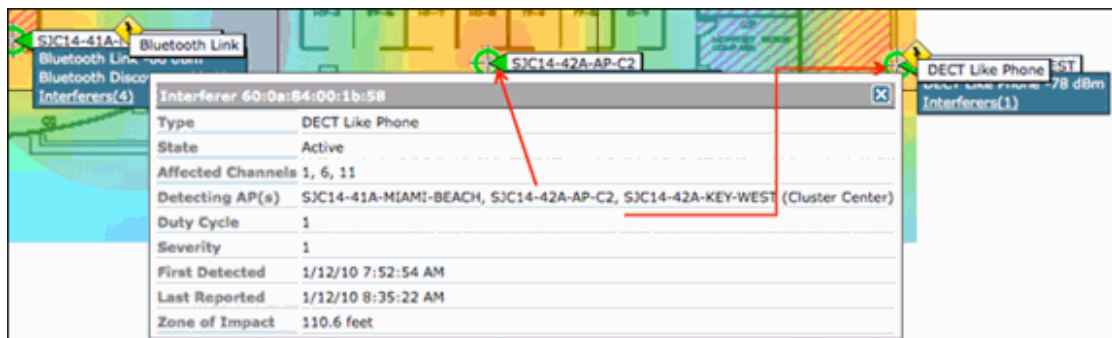 SJC14-41A-
Bluetooth Link
SJC14-42A-AP-C2
DECT Like Phone
EST
Bluetooth Link -60 dBm
DECT Like Phone -78 dBm
Bluetooth Disco
Interferers(4)
Interferers(1)
Interferer 60:0a:84:00:1b:58
Type DECT Like Phone
State Active
Affected Channels 1, 6, 11
Detecting AP(s) SJC14-41A-MIAMI-BEACH, SJC14-42A-AP-C2, SJC14-42A-KEY-WEST (Cluster Center)
Duty Cycle 1
Severity 1
First Detected 1/12/10 7:52:54 AM
Last Reported 1/12/10 8:35:22 AM
Zone of Impact 110.6 feet